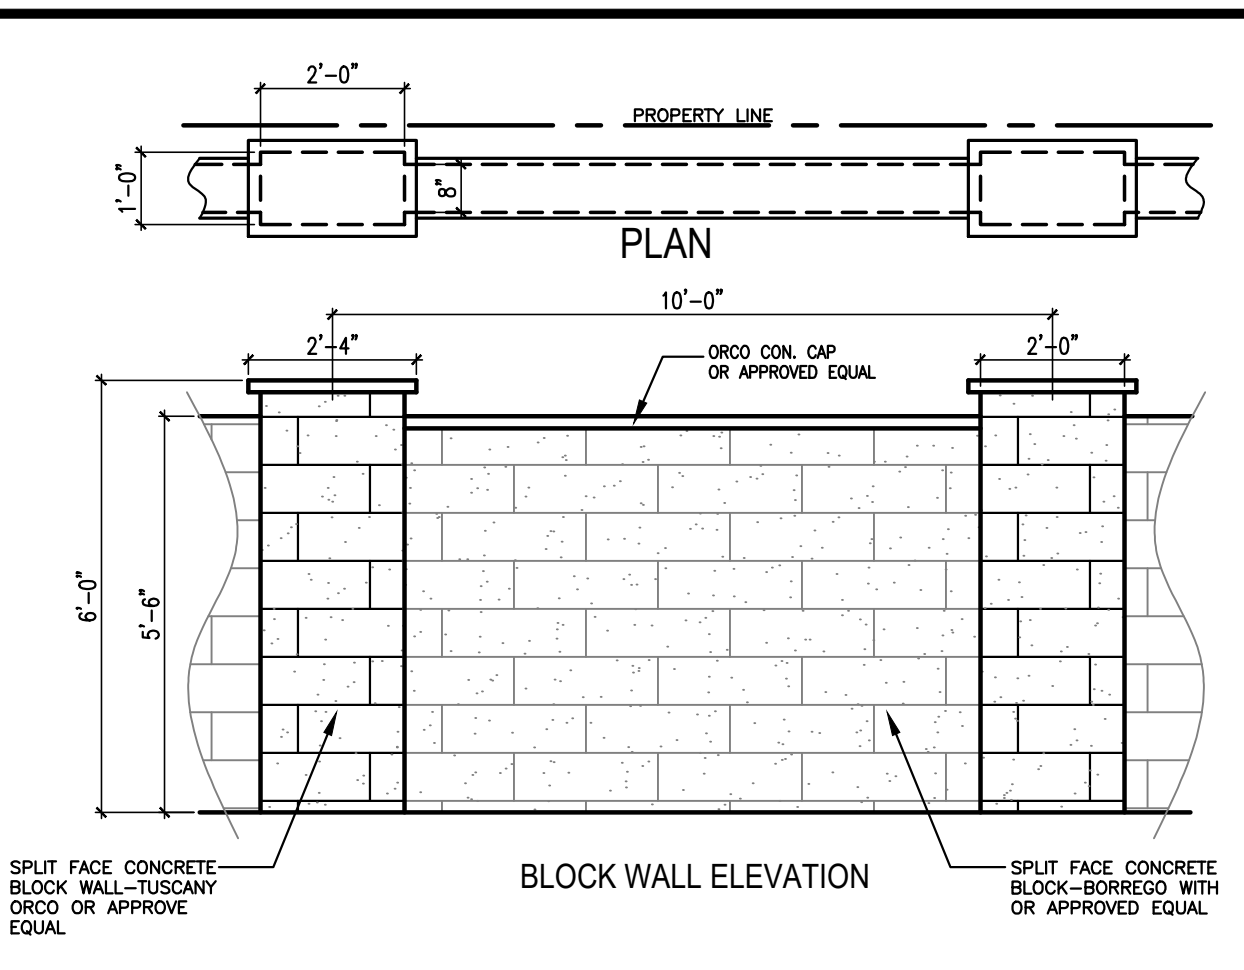 2'-0"
PROPERTY LINE
1'-0"
8"
PLAN
10'-0"
2'-4"
ORCO CON. CAP
OR APPROVED EQUAL
2'-0"
6'-0"
5'-6"
SPLIT FACE CONCRETE
BLOCK WALL-TUSCANY
ORCO OR APPROVE
EQUAL
BLOCK WALL ELEVATION
SPLIT FACE CONCRETE
BLOCK-BORREGO WITH
OR APPROVED EQUAL